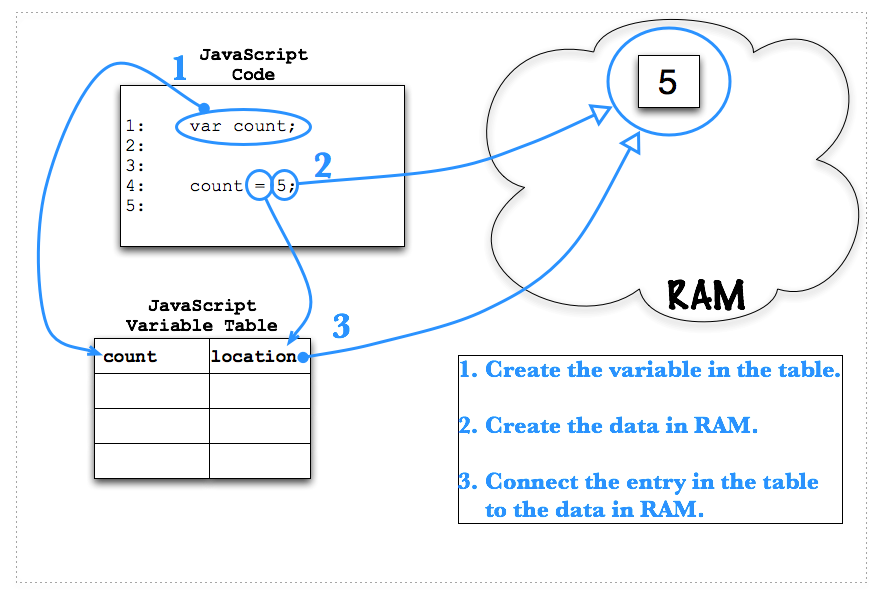 1
JavaScript
Code
1: var count;
2:
3:
4: count = 5;
5:
2
5
RAM
JavaScript
Variable Table
3
count location
1. Create the variable in the table.
2. Create the data in RAM.
3. Connect the entry in the table
to the data in RAM.